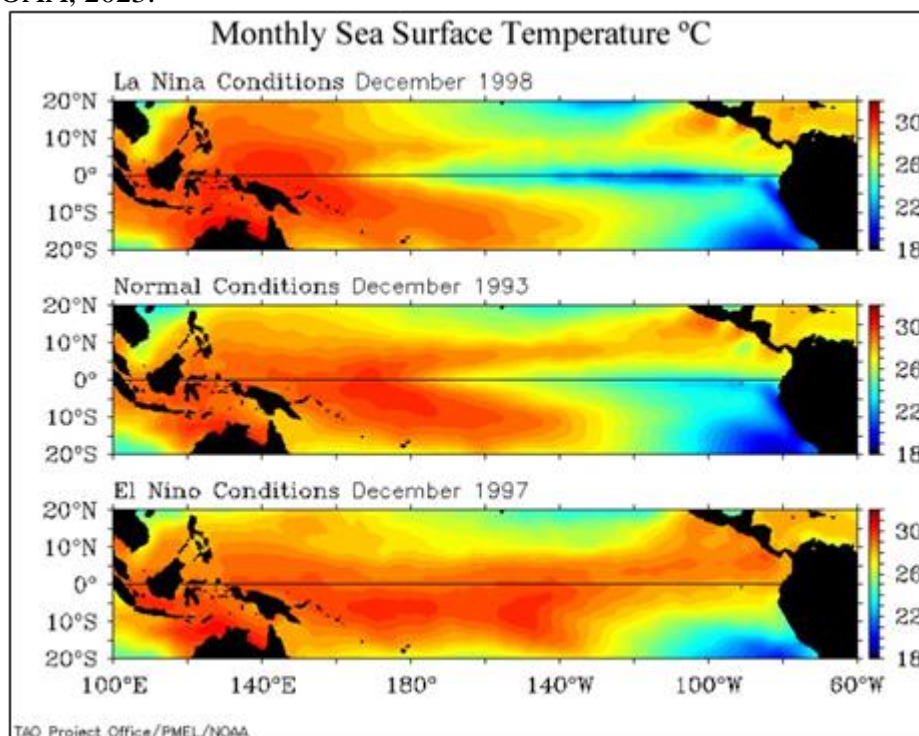 Monthly Sea Surface Temperature ºC
La Nina Conditions December 1998
20°N
10°N
0°
10°S
20°S
30
26
22
18
Normal Conditions December 1993
20°N
10°N
0°
10°S
20°S
30
26
22
18
El Nino Conditions December 1997
20°N
10°N
0°
10°S
20°S
30
26
22
18
100°E 140°E 180° 140°W 100°W 60°W
TAO Project Office/PMEL/NOAA